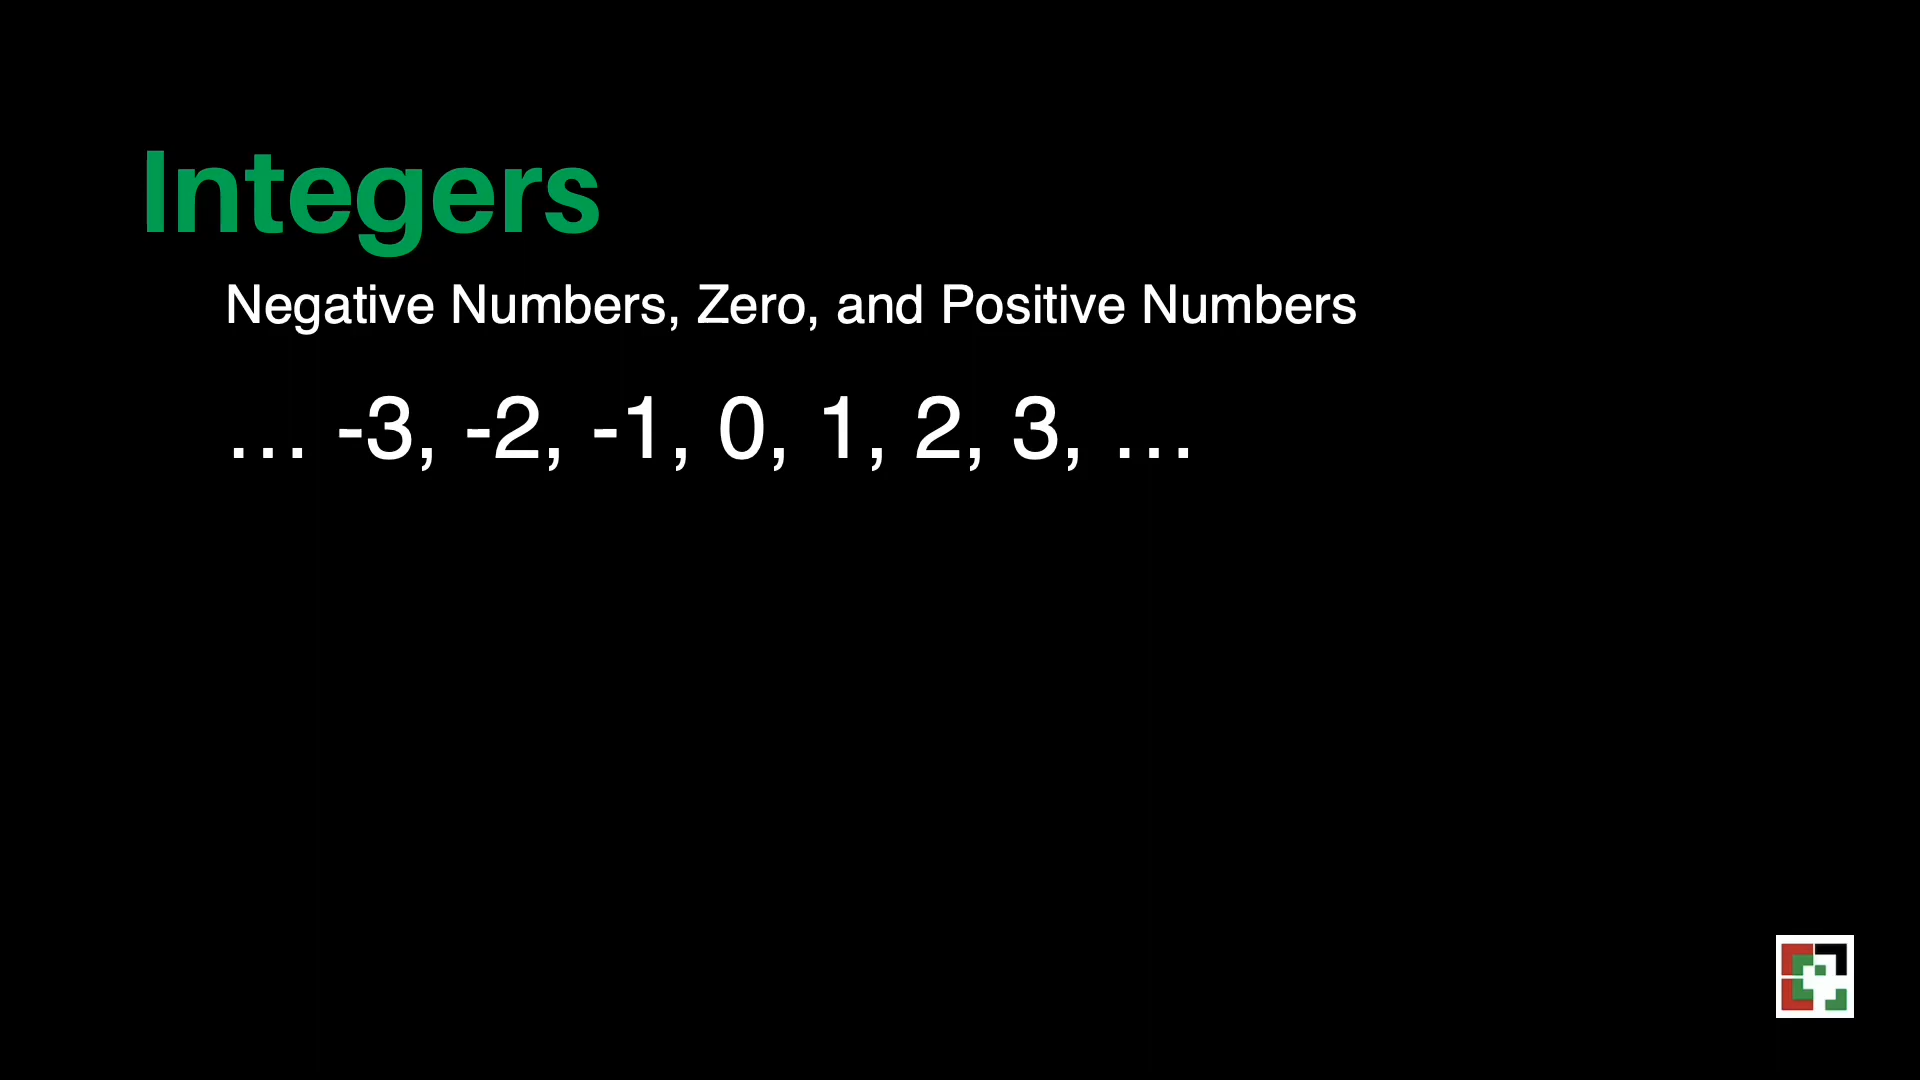 Integers
Negative Numbers, Zero, and Positive Numbers
… -3, -2, -1, 0, 1, 2, 3, …